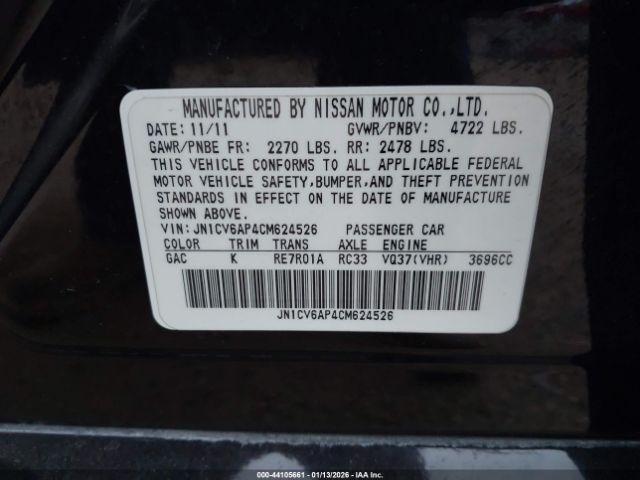 MANUFACTURED BY NISSAN MOTOR CO.,LTD.
DATE: 11/11 GVWR/PNBV: 4722 LBS.
GAWR/PNBE FR: 2270 LBS. RR: 2478 LBS.
THIS VEHICLE CONFORMS TO ALL APPLICABLE FEDERAL
MOTOR VEHICLE SAFETY,BUMPER,AND THEFT PREVENTION
STANDARDS IN EFFECT ON THE DATE OF MANUFACTURE
SHOWN ABOVE.
VIN: JN1CV6AP4CM624526 PASSENGER CAR
COLOR TRIM TRANS AXLE ENGINE
GAC K RE7R01A RC33 VQ37(VHR) 3696CC
JN1CV6AP4CM624526
000-44105661 - 01/13/2026 - IAAI.com